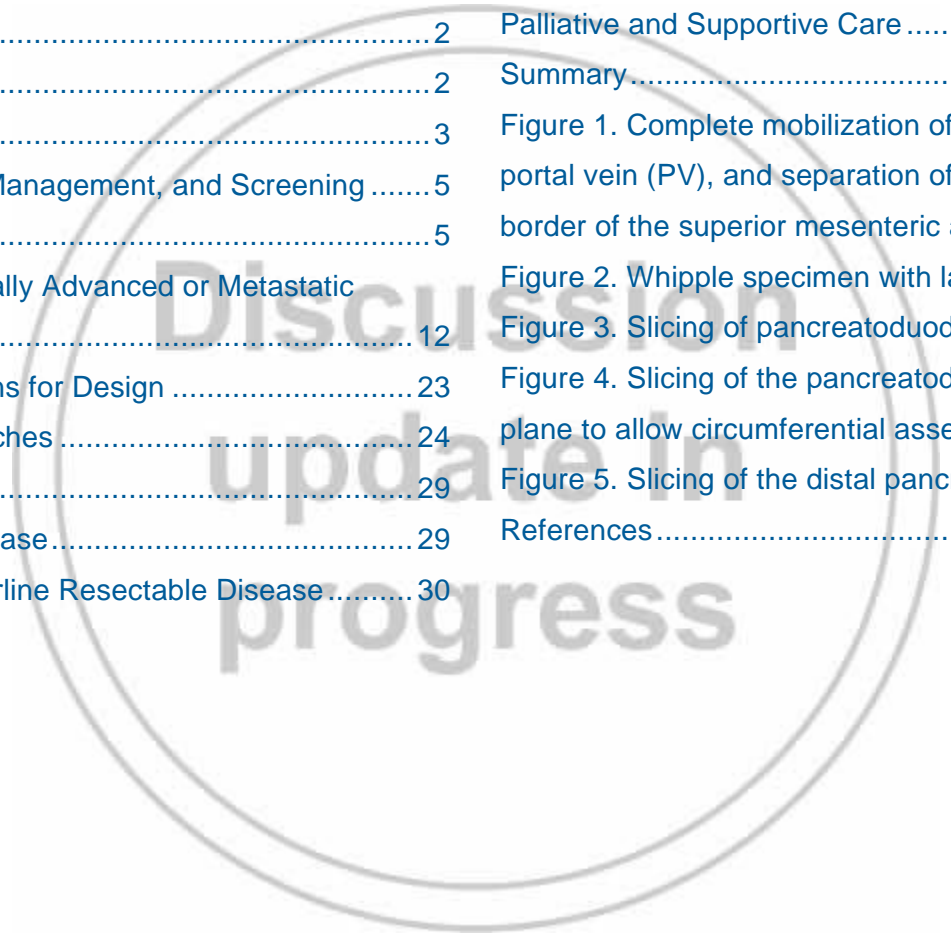 ..........................................2
..........................................2
..........................................3
Management, and Screening.......5
..........................................5
ally Advanced or Metastatic
..........................................12
ns for Design............................23
ches........................................24
..........................................29
ase..........................................29
rline Resectable Disease..........30
Palliative and Supportive Care.....
Summary.....................................
Figure 1. Complete mobilization of
portal vein (PV), and separation of
border of the superior mesenteric a
Figure 2. Whipple specimen with la
Figure 3. Slicing of pancreatoduod
Figure 4. Slicing of the pancreatod
plane to allow circumferential asse
Figure 5. Slicing of the distal panc
References..................................
Discussion
update in
progress